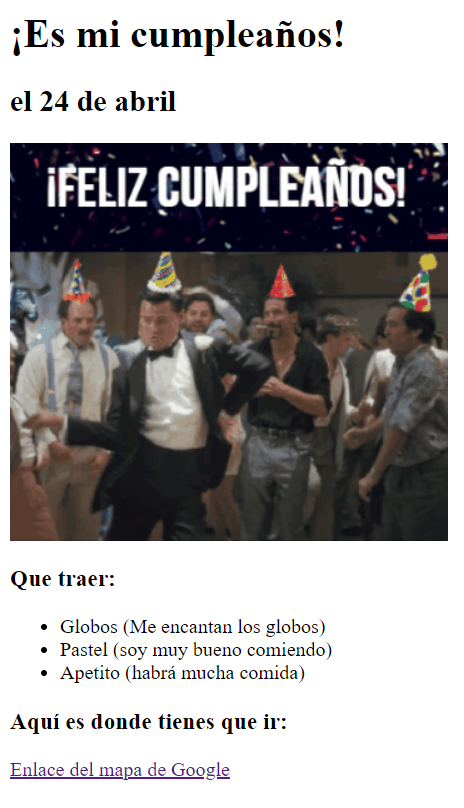 ¡Es mi cumpleaños!
el 24 de abril
¡FELIZ CUMPLEAÑOS!
Que traer:
Globos (Me encantan los globos)
Pastel (soy muy bueno comiendo)
Apetito (habrá mucha comida)
Aquí es donde tienes que ir:
Enlace del mapa de Google